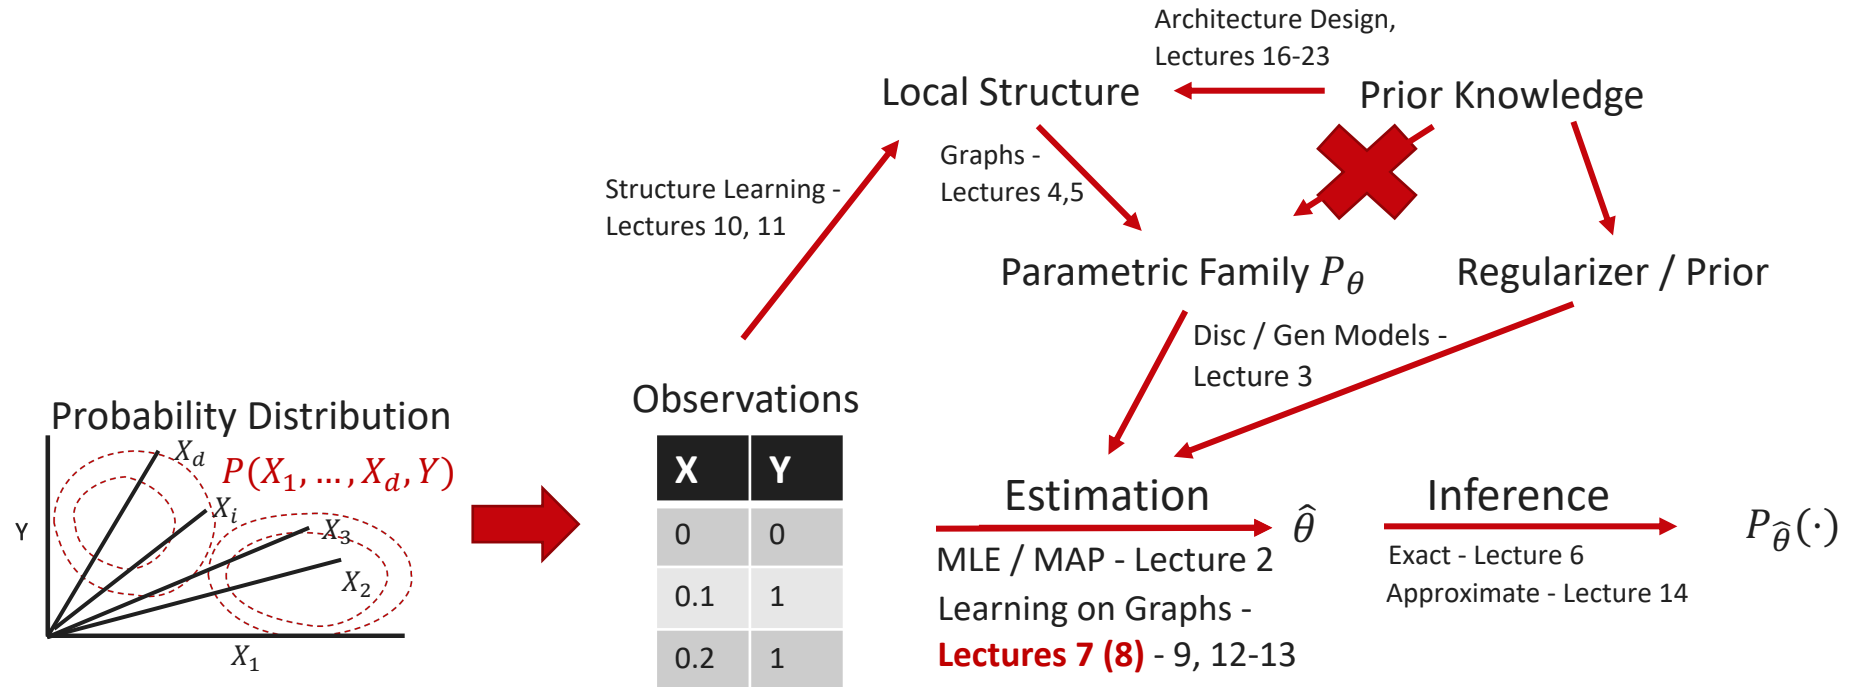 Architecture Design,
Lectures 16-23
Local Structure
Prior Knowledge
Graphs -
Lectures 4,5
Structure Learning -
Lectures 10, 11
Parametric Family P_θ
Regularizer / Prior
Disc / Gen Models -
Lecture 3
Observations
Probability Distribution
X_d
P(X_1, ... , X_d, Y)
X_i
X_3
X_2
Y
X_1
X Y
0 0
0.1 1
0.2 1
Estimation
θ̂
MLE / MAP - Lecture 2
Learning on Graphs -
Lectures 7 (8) - 9, 12-13
Inference
P_θ̂(·)
Exact - Lecture 6
Approximate - Lecture 14